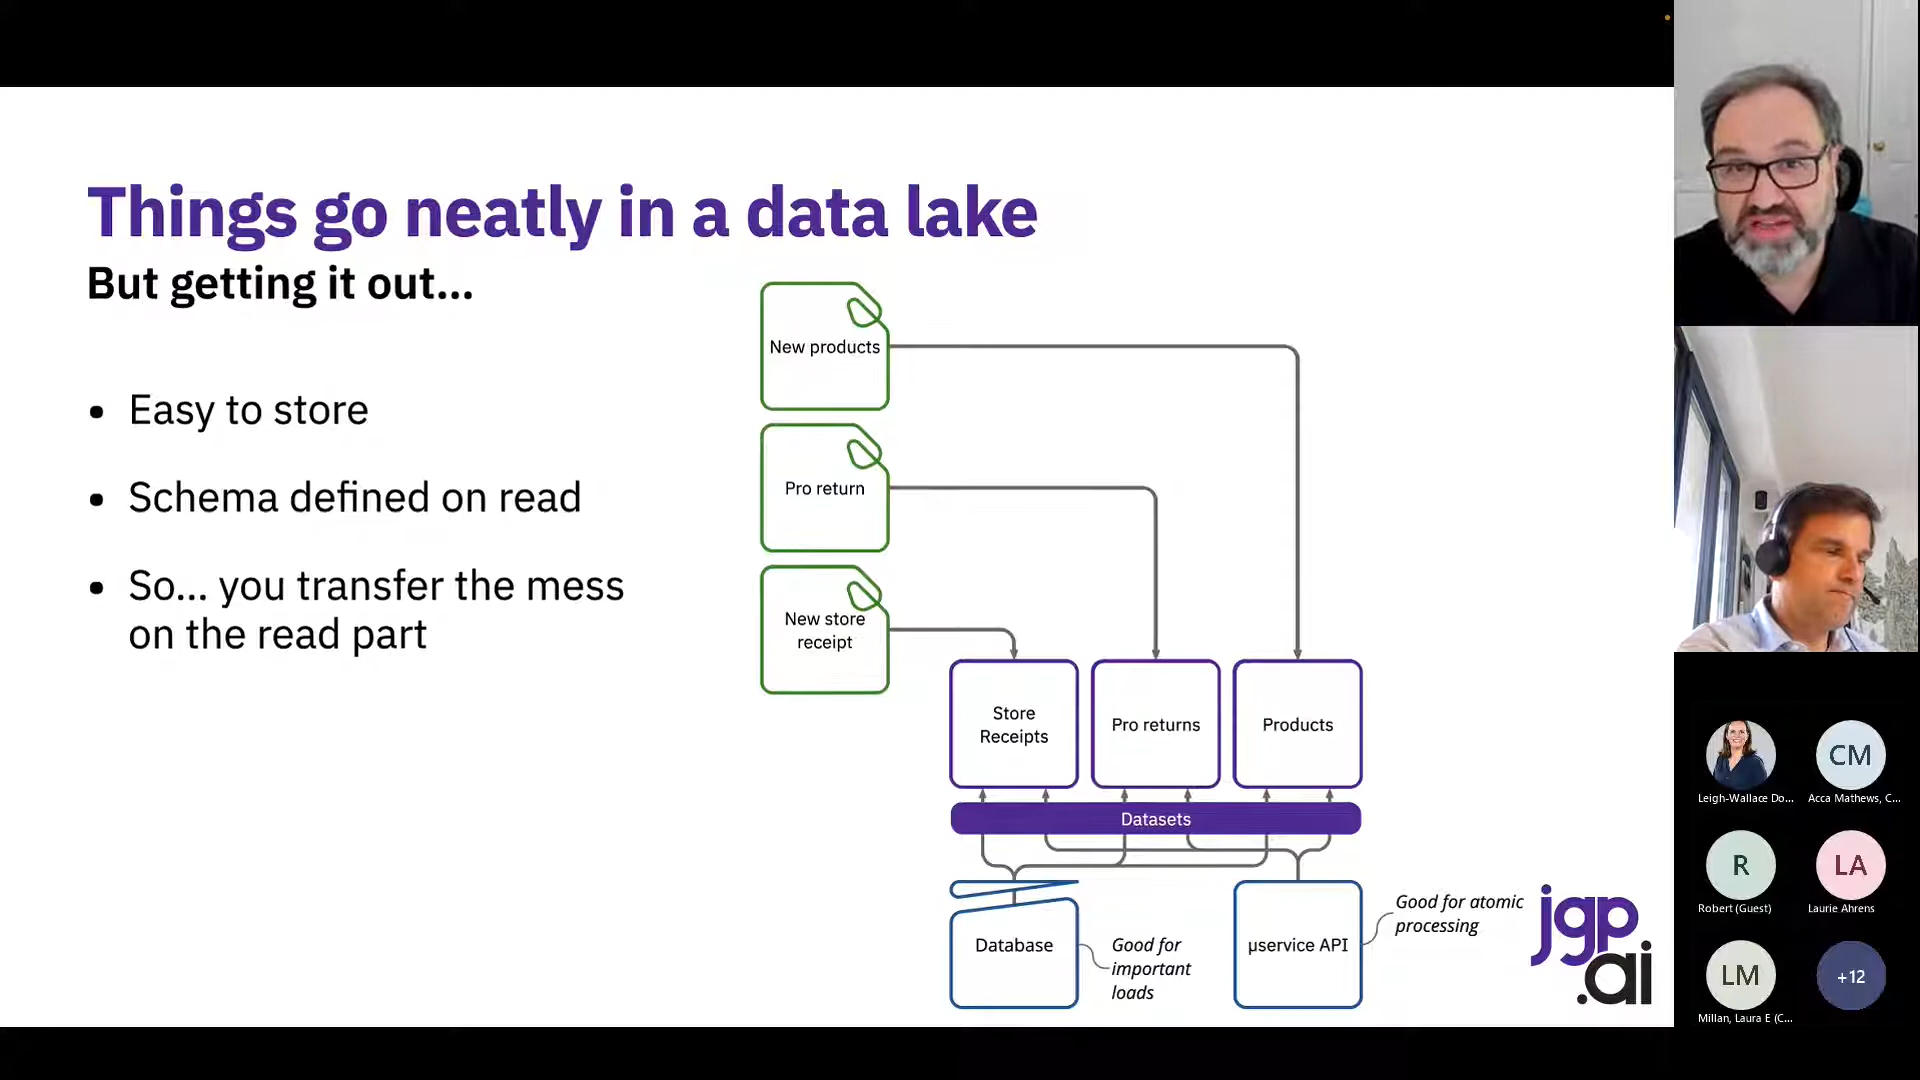 Things go neatly in a data lake
But getting it out...
• Easy to store
• Schema defined on read
• So... you transfer the mess
on the read part
New products
Pro return
New store
receipt
Store
Receipts
Pro returns
Products
Datasets
Database
Good for
important
loads
µservice API
Good for atomic
processing
jgp
.ai
Leigh-Wallace Do...
CM
Acca Mathews, C...
R
Robert (Guest)
LA
Laurie Ahrens
LM
Millan, Laura E (C...
+12